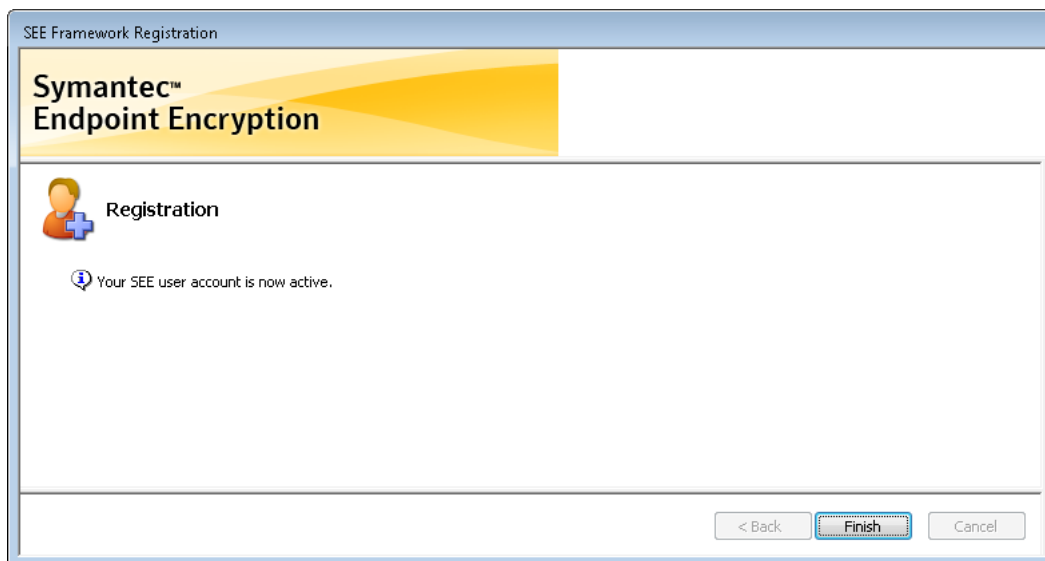 SEE Framework Registration
Symantec™
Endpoint Encryption
Registration
Your SEE user account is now active.
< Back Finish Cancel